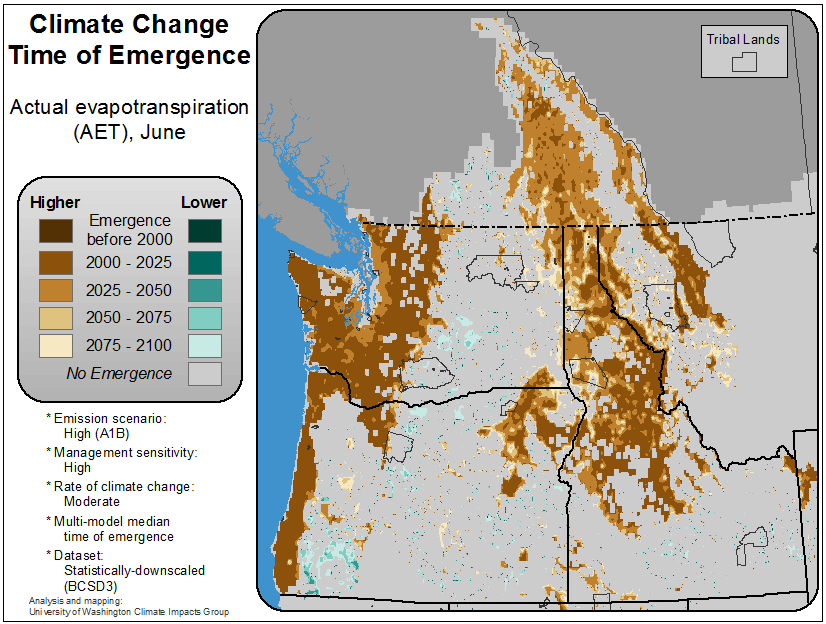 Climate Change
Time of Emergence
Actual evapotranspiration
(AET), June
Higher
Lower
Emergence
before 2000
2000 - 2025
2025 - 2050
2050 - 2075
2075 - 2100
No Emergence
* Emission scenario:
High (A1B)
* Management sensitivity:
High
* Rate of climate change:
Moderate
* Multi-model median
time of emergence
* Dataset:
Statistically-downscaled
(BCSD3)
Analysis and mapping:
University of Washington Climate Impacts Group
Tribal Lands